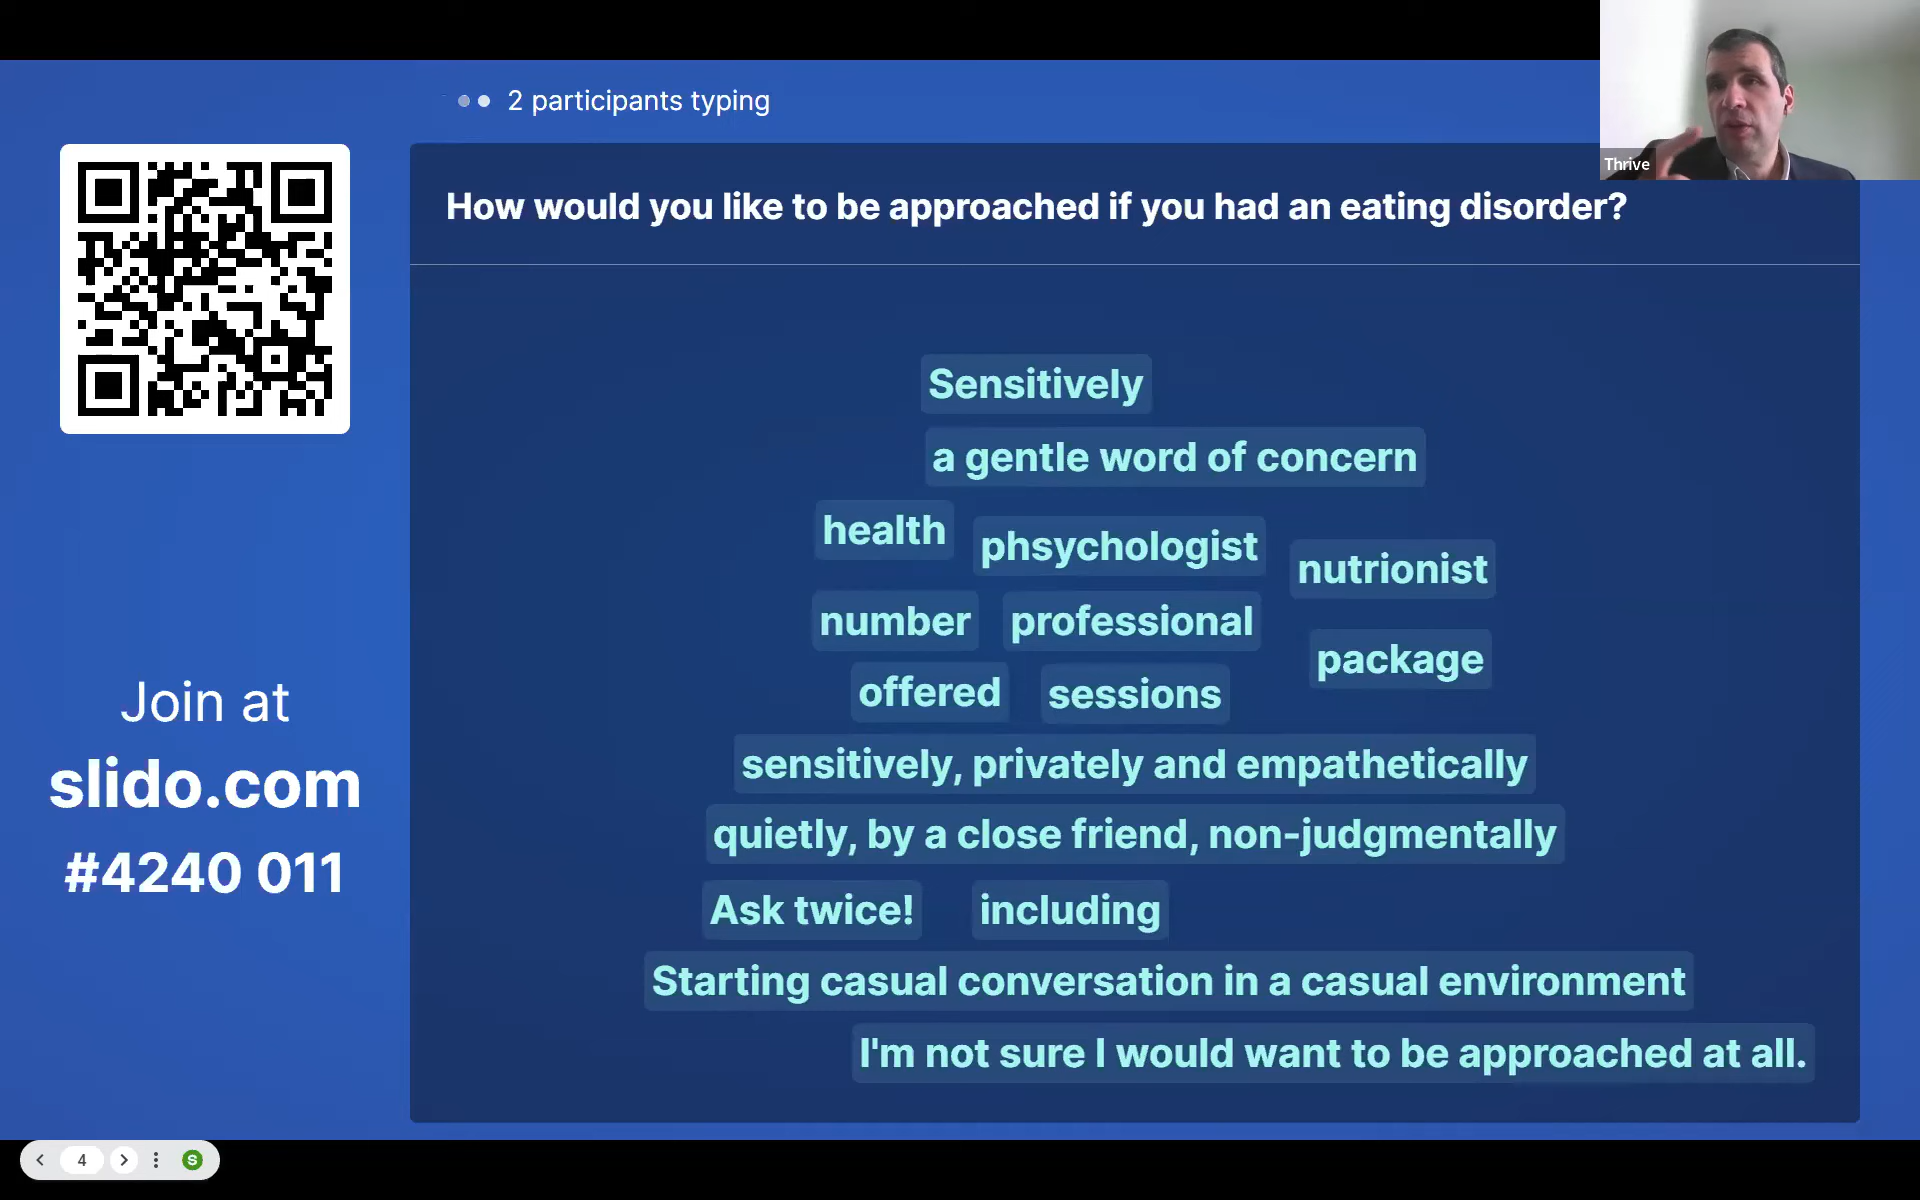 2 participants typing
Thrive
How would you like to be approached if you had an eating disorder?
Sensitively
a gentle word of concern
health
phsychologist
nutrionist
number
professional
package
offered
sessions
sensitively, privately and empathetically
quietly, by a close friend, non-judgmentally
Ask twice!
including
Starting casual conversation in a casual environment
I'm not sure I would want to be approached at all.
Join at
slido.com
#4240 011
4
S